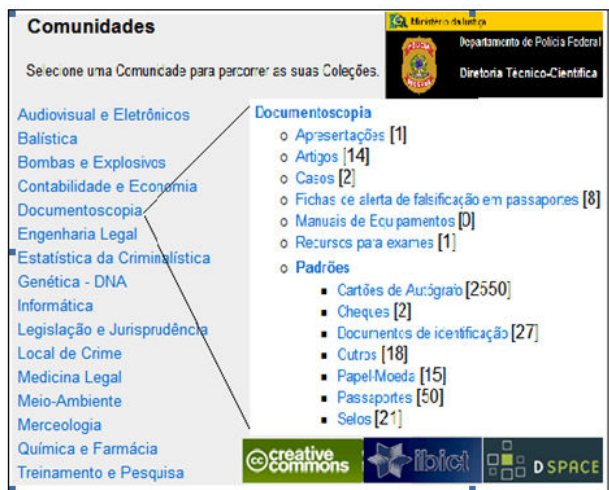 Comunidades
Selecione uma Comunidade para percorrer as suas Coleções.
Ministério da Justiça
Departamento de Polícia Federal
Diretoria Técnico-Científica
Audiovisual e Eletrônicos
Balística
Bombas e Explosivos
Contabilidade e Economia
Documentoscopia
Engenharia Legal
Estatística da Criminalística
Genética - DNA
Informática
Legislação e Jurisprudência
Local de Crime
Medicina Legal
Meio-Ambiente
Merceologia
Química e Farmácia
Treinamento e Pesquisa
Documentoscopia
Apresentações [1]
Artigos [14]
Casos [2]
Fichas de alerta de falsificação em passaportes [8]
Manuais de Equipamentos [0]
Recursos para exames [1]
Padrões
Cartões de Autógrafo [2550]
Cheques [2]
Documentos de identificação [27]
Outros [18]
Papel-Moeda [15]
Passaportes [50]
Selos [21]
cc creative commons
ibict
DSPACE